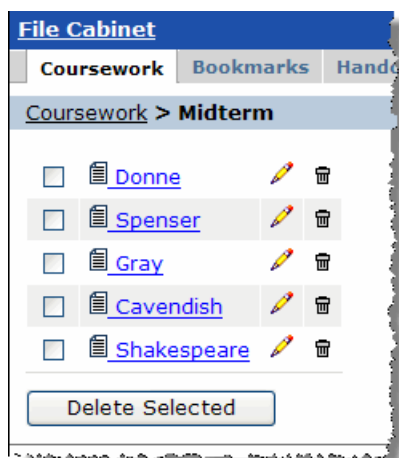 File Cabinet
Coursework Bookmarks
Coursework > Midterm
Donne
Spenser
Gray
Cavendish
Shakespeare
Delete Selected